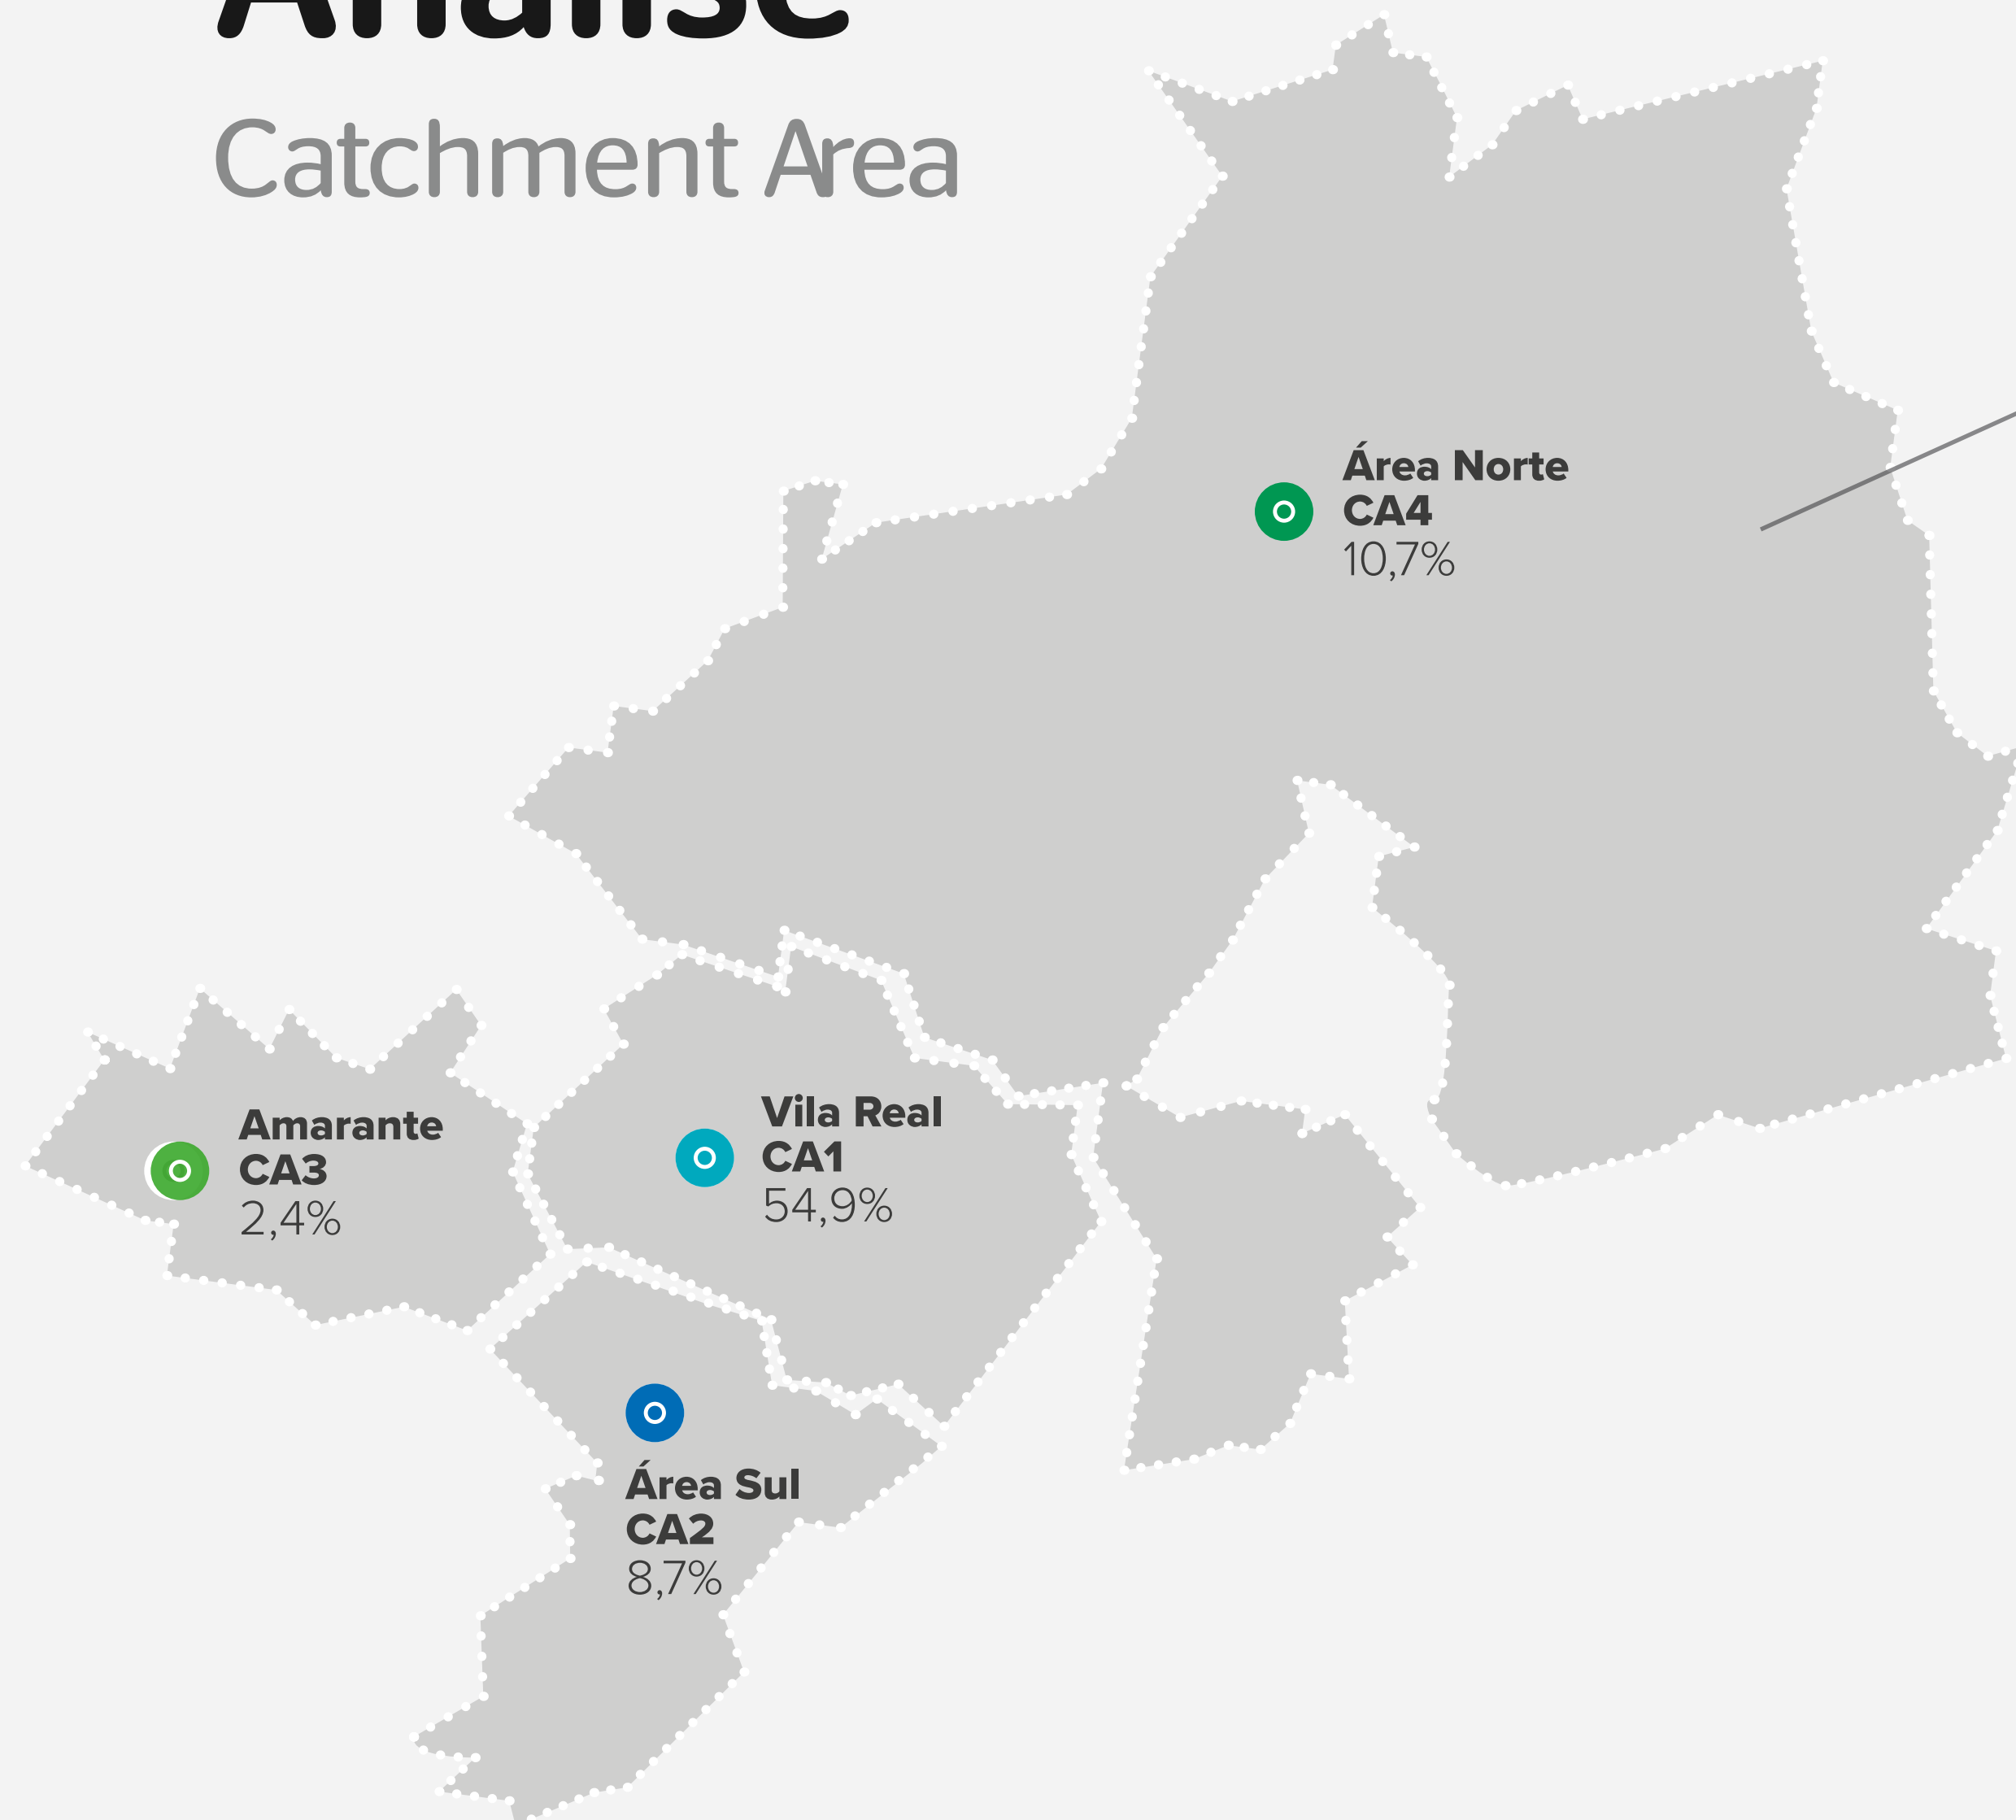 Análise
Catchment Area
Área Norte
CA4
10,7%
Amarante
CA3
2,4%
Vila Real
CA1
54,9%
Área Sul
CA2
8,7%